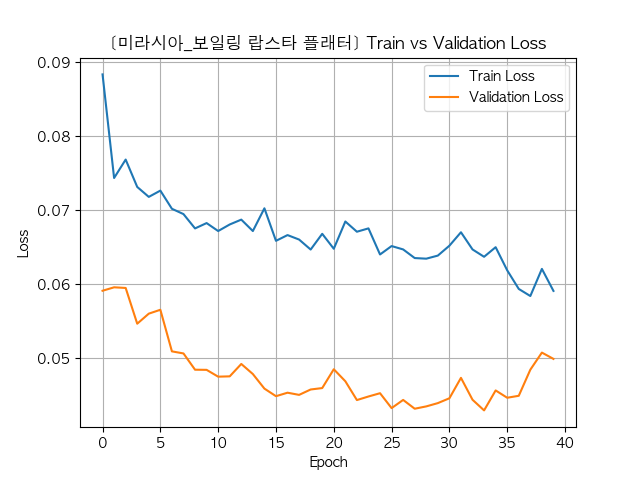 [미라시아_보일링 랍스타 플래터] Train vs Validation Loss
Train Loss
Validation Loss
Loss
0.09
0.08
0.07
0.06
0.05
0 5 10 15 20 25 30 35 40
Epoch